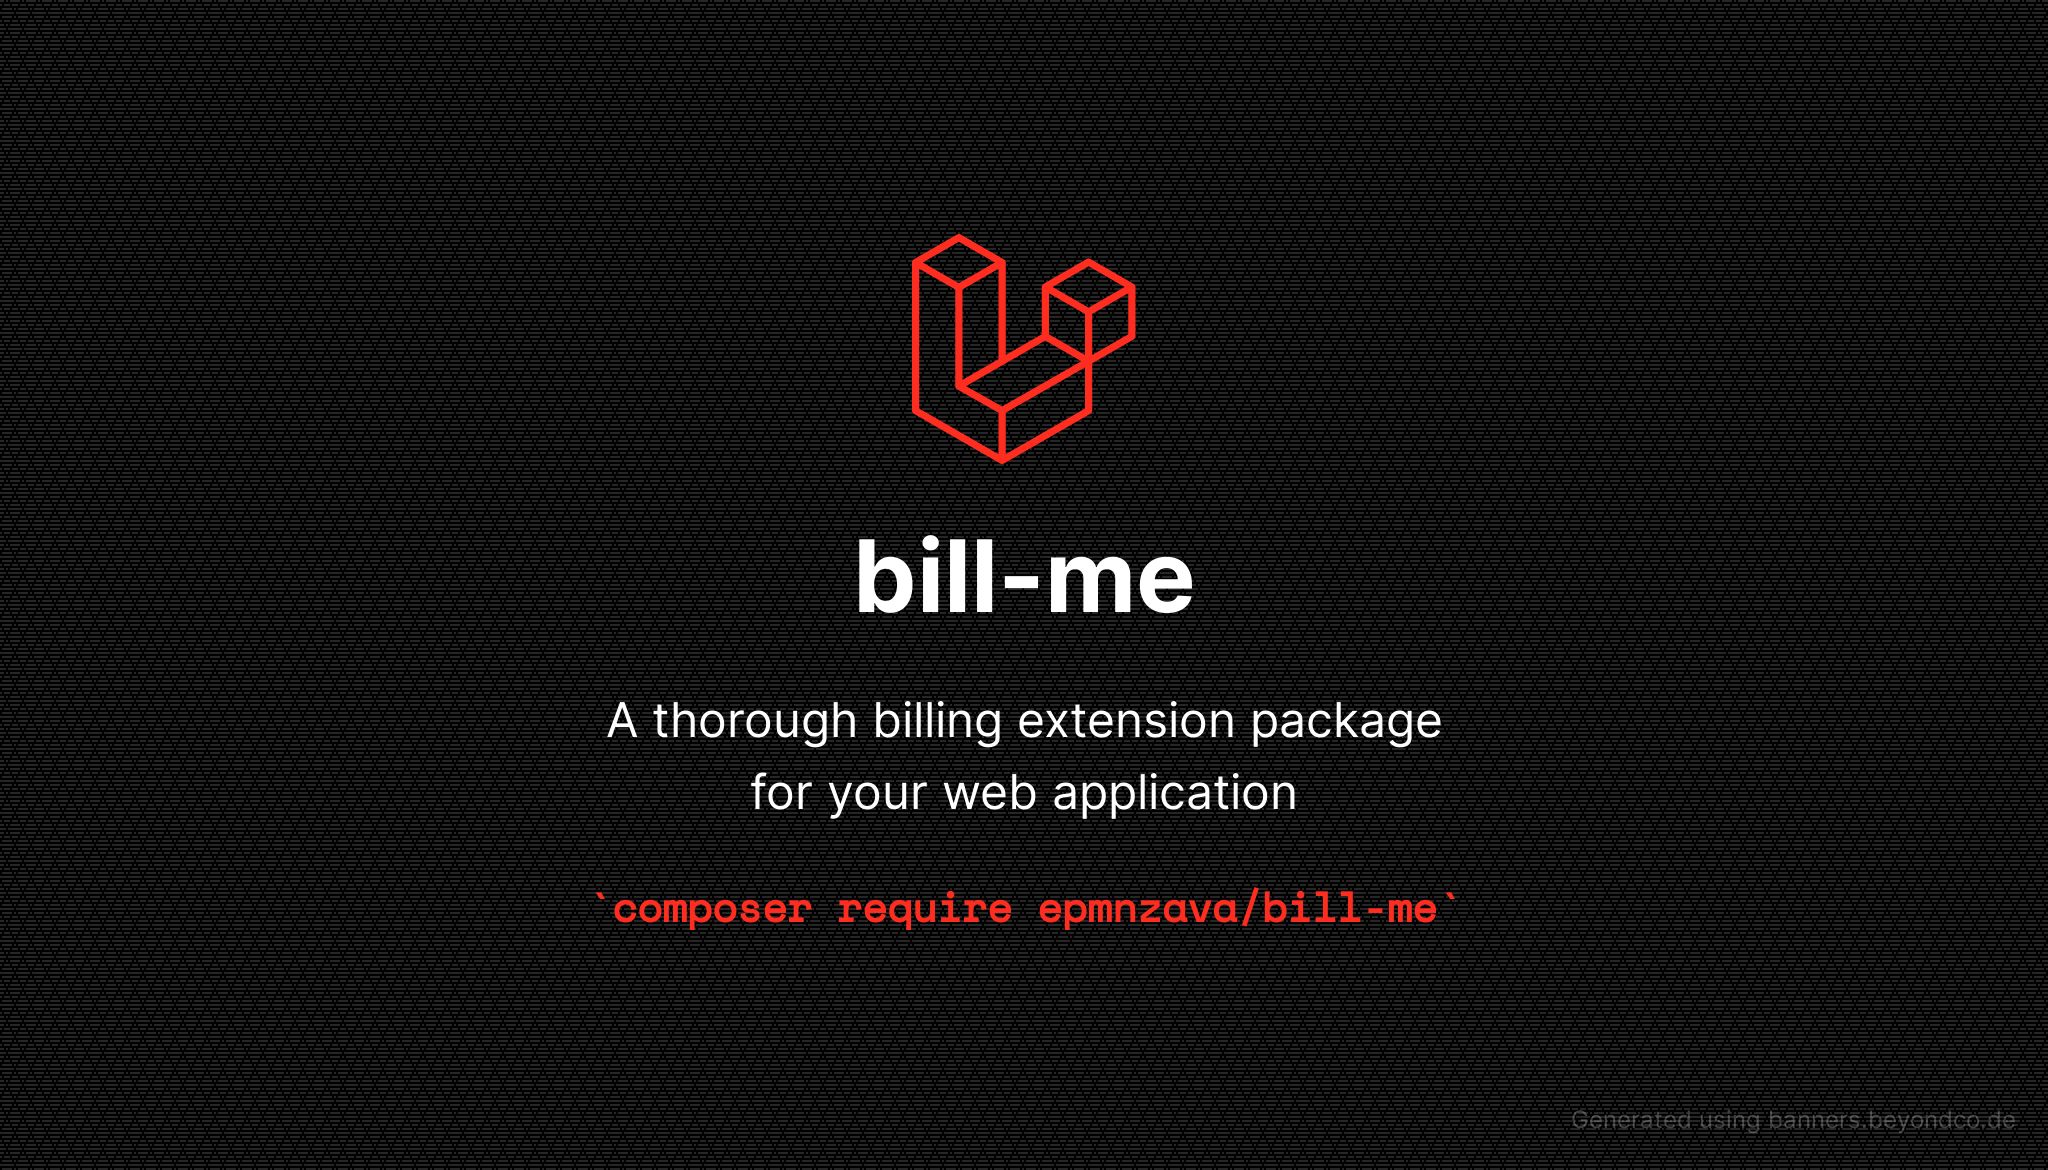 bill-me
A thorough billing extension package
for your web application
`composer require epmnzava/bill-me`
Generated using banners.beyondco.de